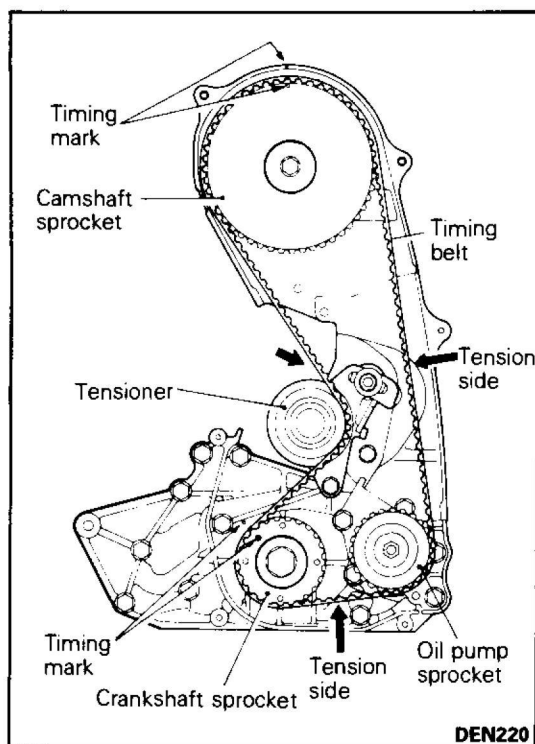 Timing
mark
Camshaft
sprocket
Timing
belt
Tension
side
Tensioner
Timing
mark
Crankshaft sprocket
Tension
side
Oil pump
sprocket
DEN220